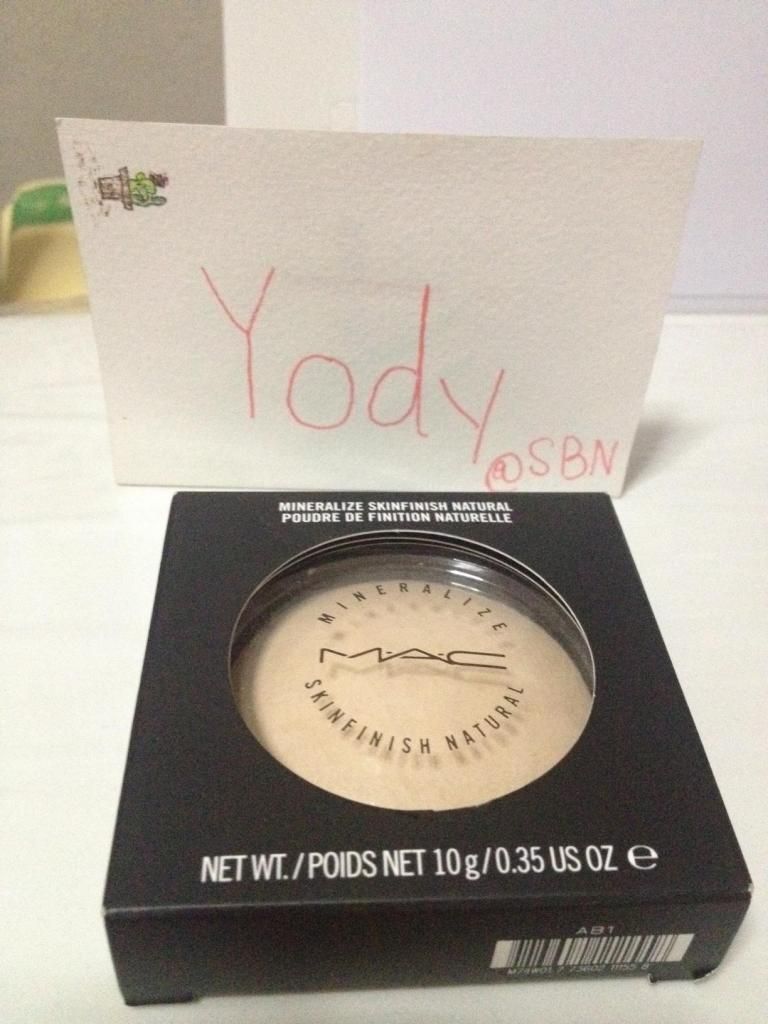 Yody
@SBN
MINERALIZE SKINFINISH NATURAL
POUDRE DE FINITION NATURELLE
MINERALIZE
M·A·C
SKINFINISH NATURAL
NET WT./POIDS NET 10 g/0.35 US OZ ℮
AB1